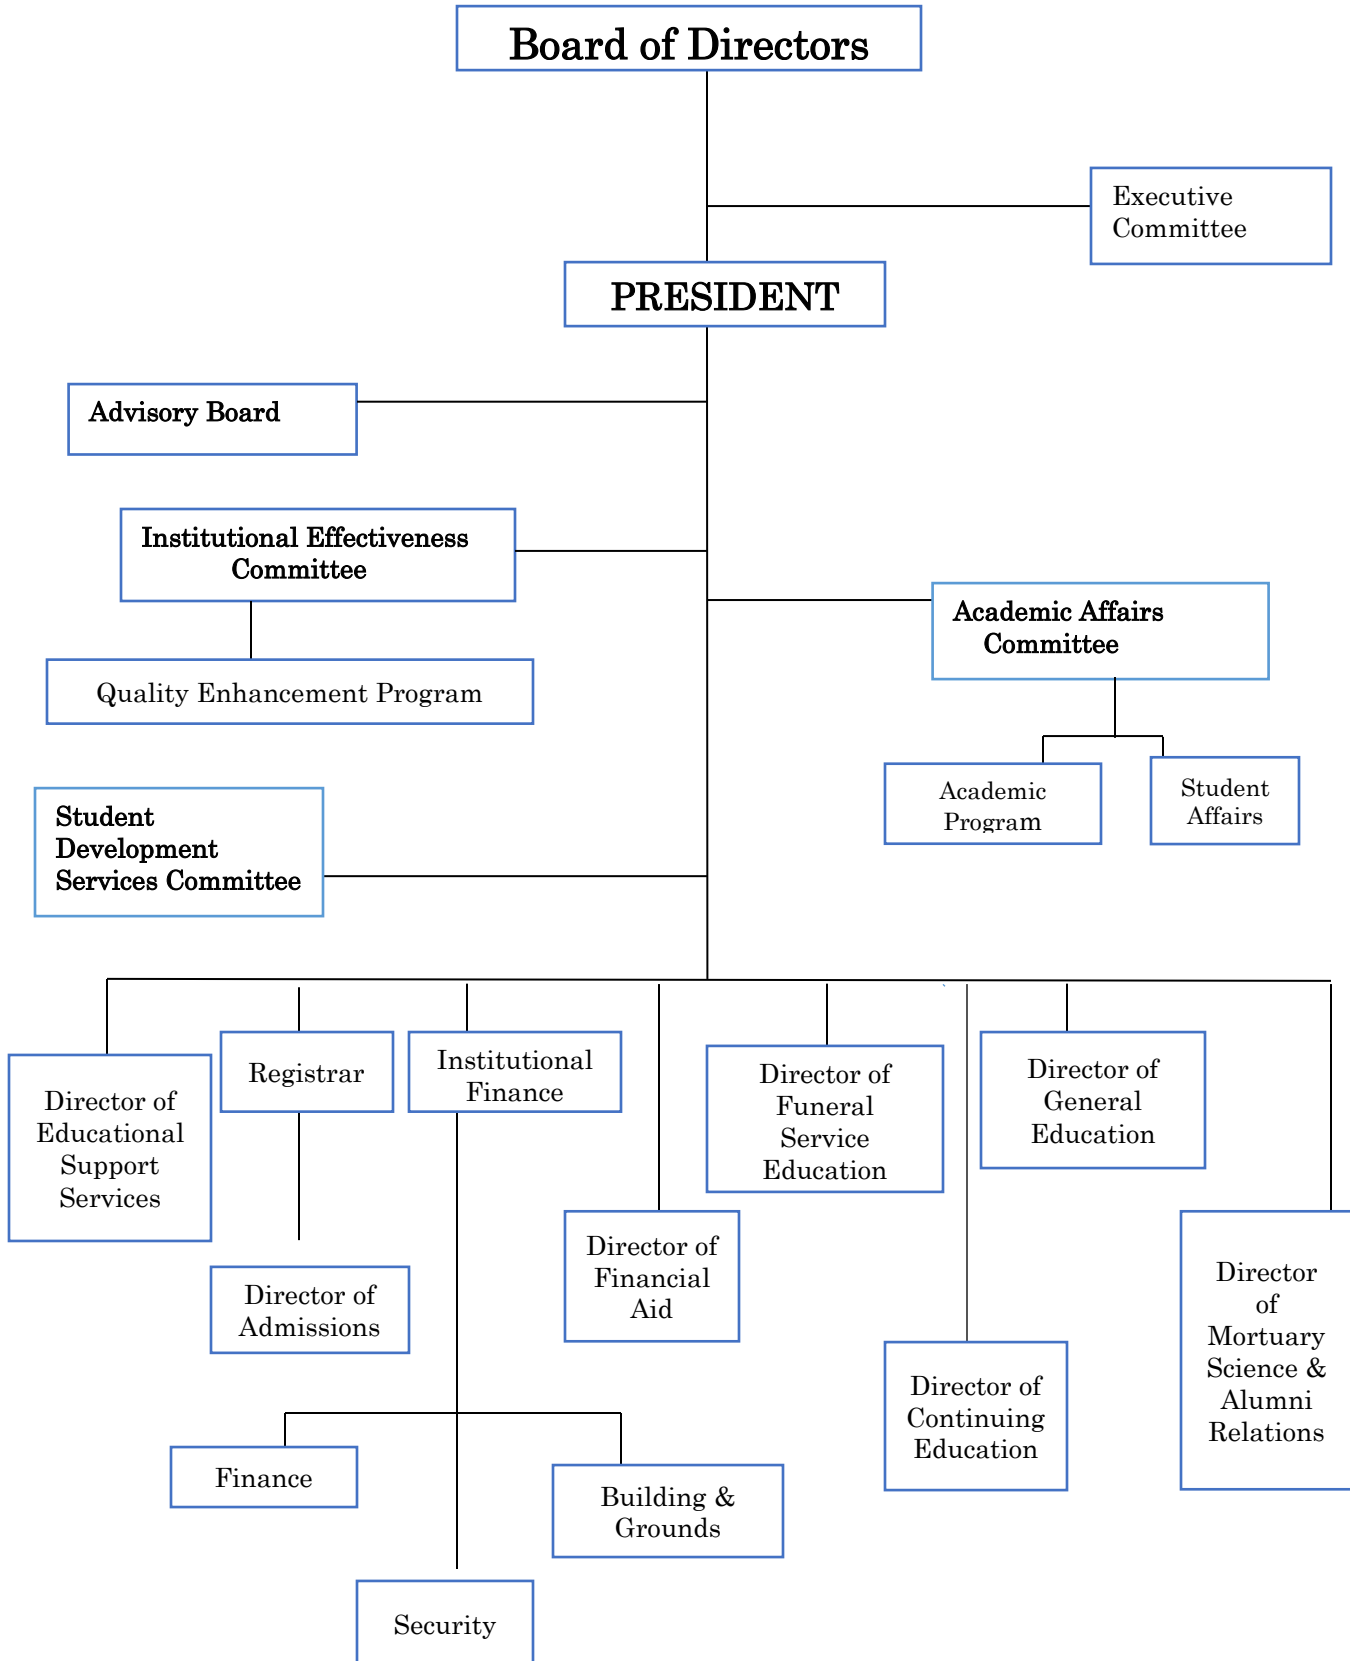 Board of Directors
Executive
Committee
PRESIDENT
Advisory Board
Institutional Effectiveness
Committee
Academic Affairs
Committee
Quality Enhancement Program
Academic
Program
Student
Affairs
Student
Development
Services Committee
Director of
Educational
Support
Services
Registrar
Institutional
Finance
Director of
Funeral
Service
Education
Director of
General
Education
Director of
Admissions
Director of
Financial
Aid
Director of
Continuing
Education
Director
of
Mortuary
Science &
Alumni
Relations
Finance
Building &
Grounds
Security